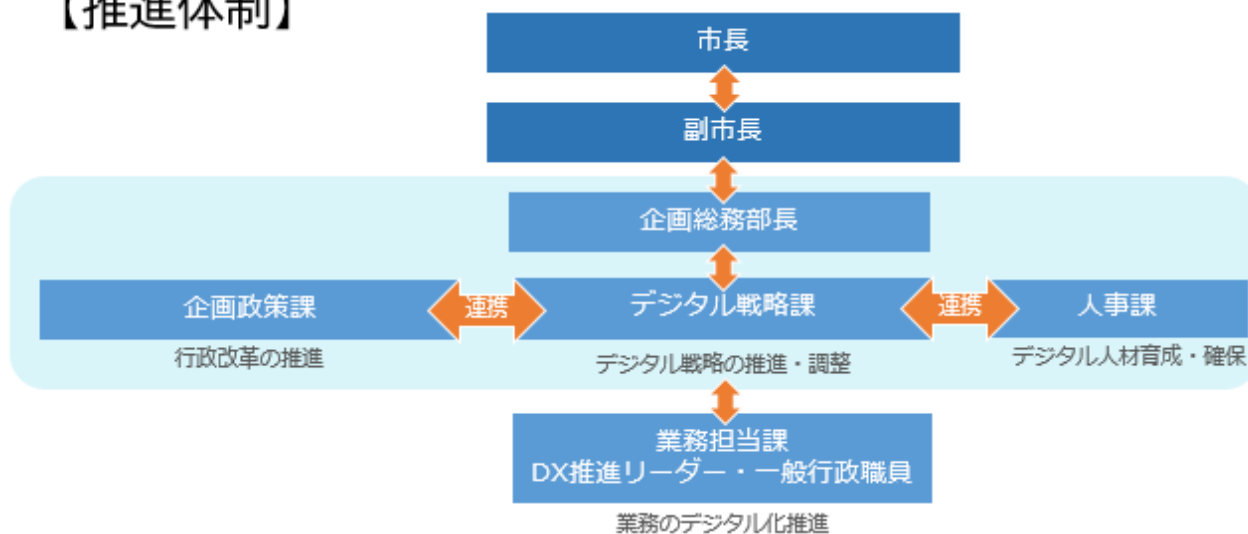 【推進体制】
市長
副市長
企画総務部長
企画政策課
連携
デジタル戦略課
連携
人事課
行政改革の推進
デジタル戦略の推進・調整
デジタル人材育成・確保
業務担当課
DX推進リーダー・一般行政職員
業務のデジタル化推進